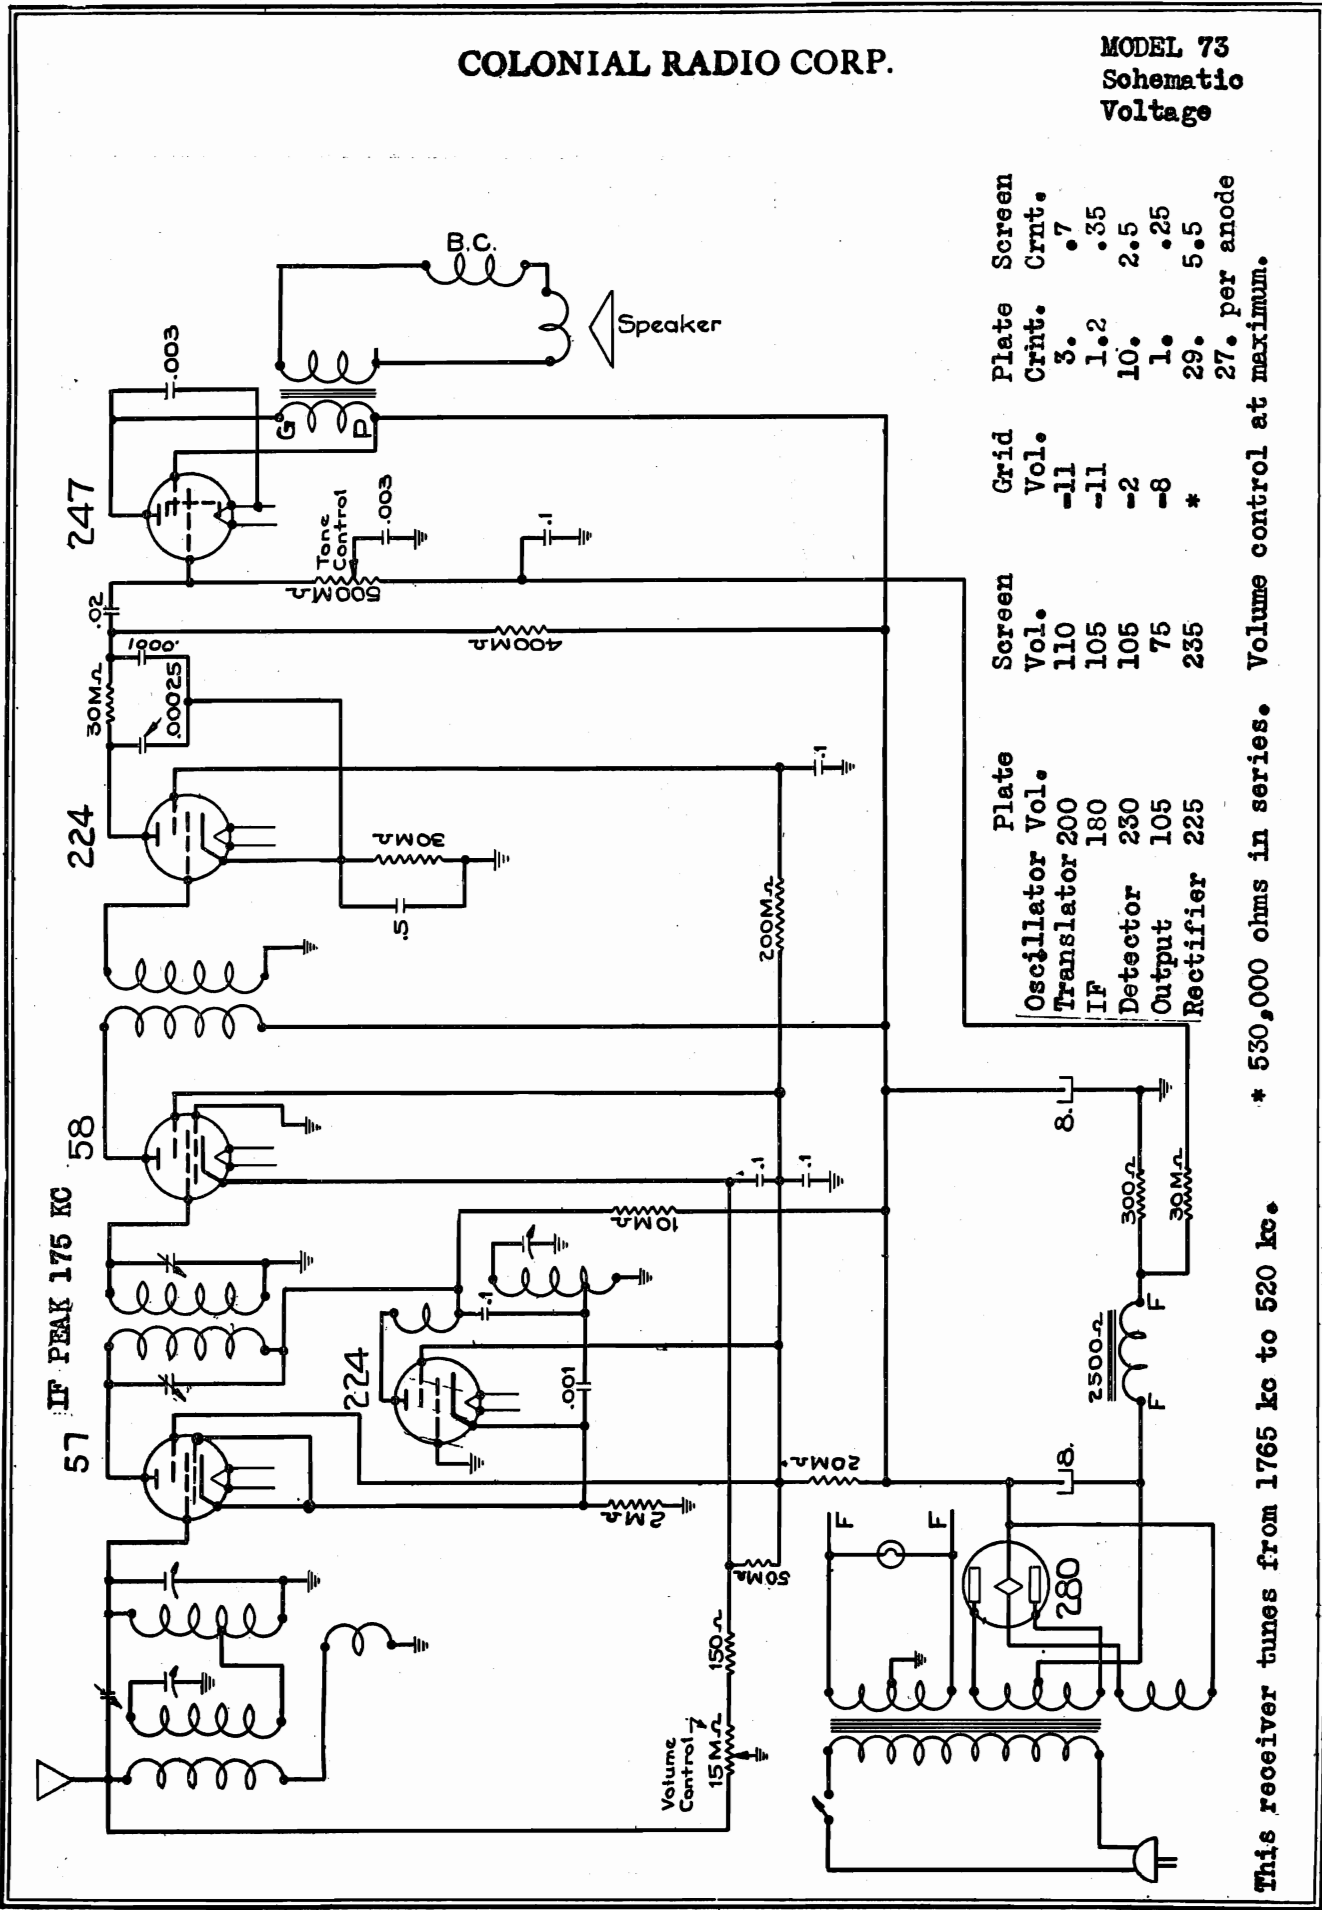 COLONIAL RADIO CORP.
MODEL 73
Schematic
Voltage
IF PEAK 175 KC
57
58
224
247
224
280
30MΩ
.0001
.00025
.02
.003
G
P
B.C.
Speaker
Tone
Control
500MΩ
.003
.1
400MΩ
30MΩ
.5
.1
200MΩ
.1
.1
10MΩ
.1
.001
2MΩ
20MΩ
50MΩ
150Ω
Volume
Control
15MΩ
F
F
8.
8.
2500Ω
F
F
300Ω
30MΩ
Plate Screen Grid Plate Screen
Oscillator Vol. Vol. Vol. Crnt. Crnt.
Translator 200 110 -11 3. .7
IF 180 105 -11 1.2 .35
Detector 230 105 -2 10. 2.5
Output 105 75 -8 1. .25
Rectifier 225 235 * 29. 5.5
27. per anode
* 530,000 ohms in series. Volume control at maximum.
This receiver tunes from 1765 kc to 520 kc.